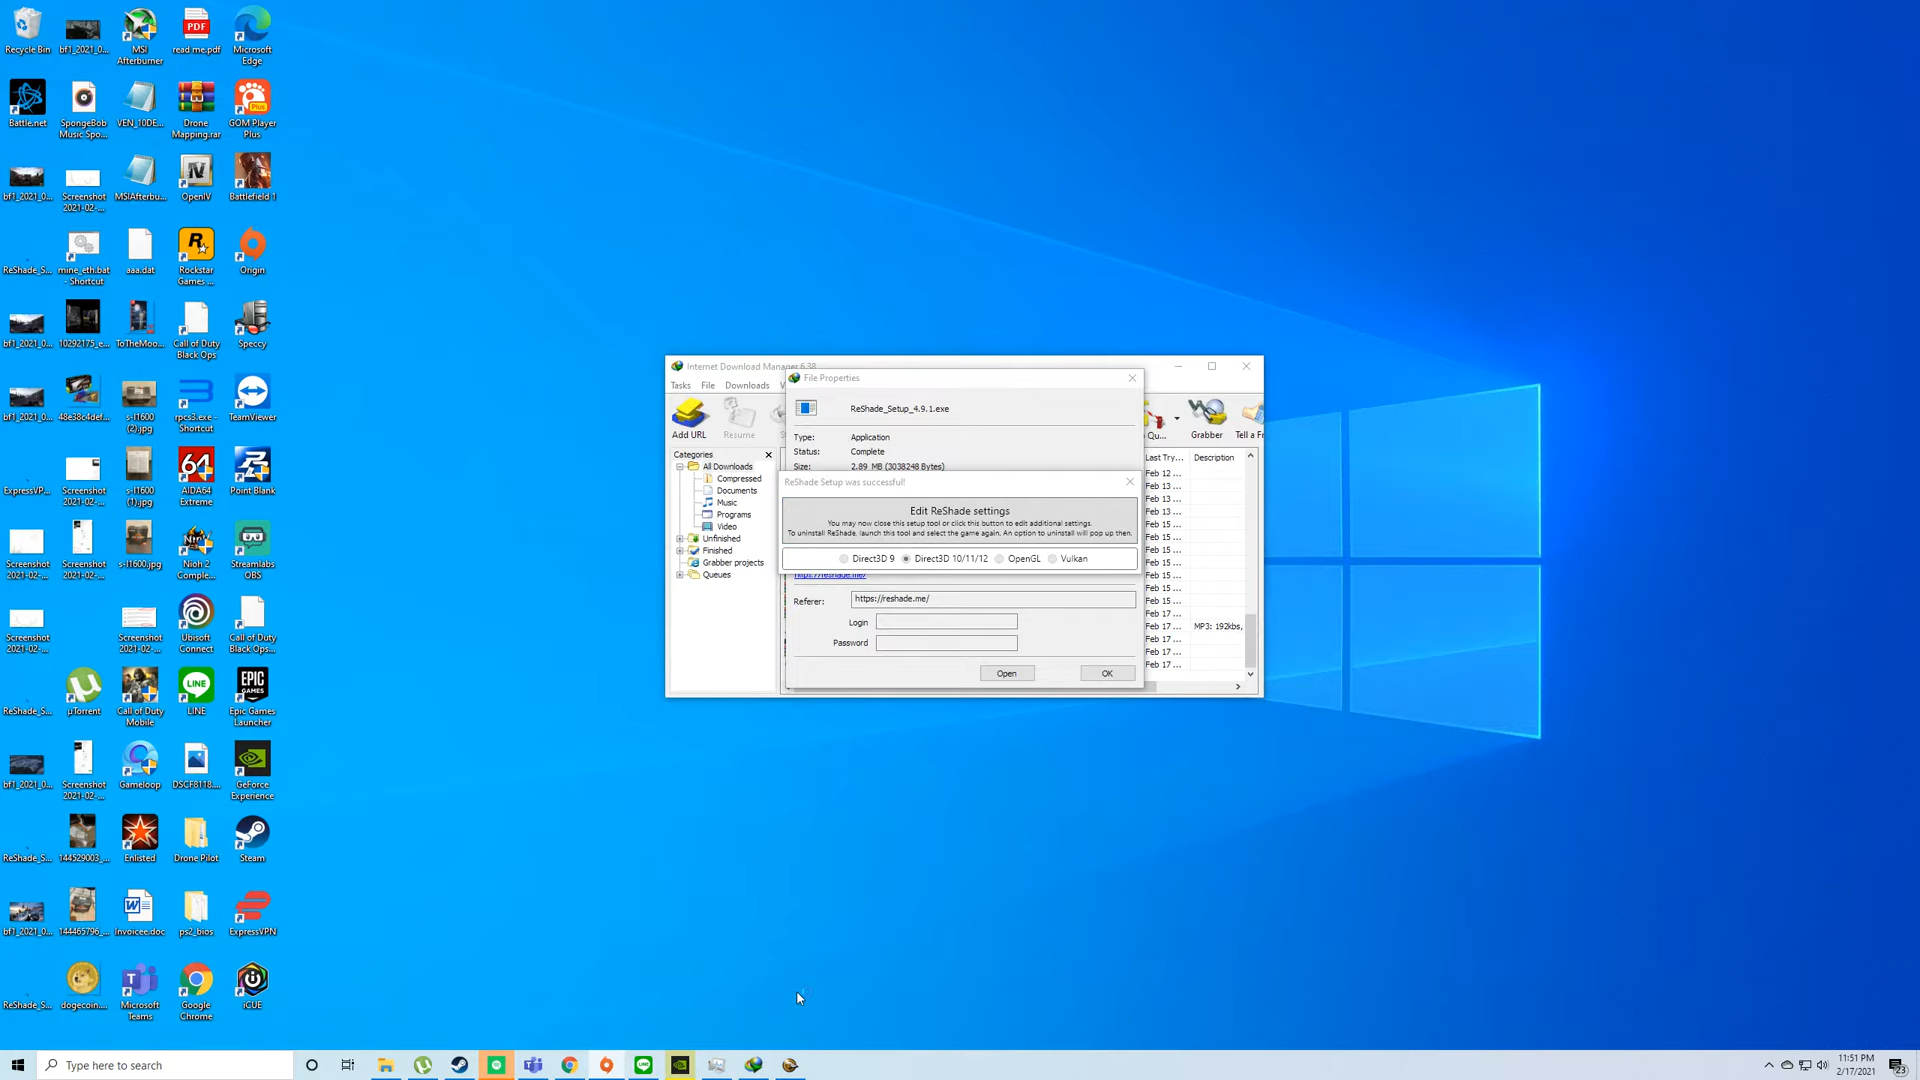 Recycle Bin
bf1_2021_0...
MSI
Afterburner
read me.pdf
Microsoft
Edge
Battle.net
SpongeBob
Music Spo...
VEN_10DE...
Drone
Mapping.rar
GOM Player
Plus
bf1_2021_0...
Screenshot
2021-02-...
MSIAfterbu...
OpenIV
Battlefield 1
ReShade_S...
mine_eth.bat
- Shortcut
aaa.dat
Rockstar
Games ...
Origin
bf1_2021_0...
10292175_e...
ToTheMoo...
Call of Duty
Black Ops
Speccy
bf1_2021_0...
48e38c4def...
s-l1600
(2).jpg
rpcs3.exe -
Shortcut
TeamViewer
ExpressVP...
Screenshot
2021-02-...
s-l1600
(1).jpg
AIDA64
Extreme
Point Blank
Screenshot
2021-02-...
Screenshot
2021-02-...
s-l1600.jpg
Nioh 2
Comple...
Streamlabs
OBS
Screenshot
2021-02-...
Screenshot
2021-02-...
Ubisoft
Connect
Call of Duty
Black Ops...
ReShade_S...
µTorrent
Call of Duty
Mobile
LINE
Epic Games
Launcher
bf1_2021_0...
Screenshot
2021-02-...
Gameloop
DSCF8118....
GeForce
Experience
ReShade_S...
144529003_...
Enlisted
Drone Pilot
Steam
bf1_2021_0...
144465796_...
invoicee.doc
ps2_bios
ExpressVPN
ReShade_S...
dogecoin....
Microsoft
Teams
Google
Chrome
iCUE
Internet Download Manager 6.38
Tasks File Downloads
Add URL
Resume
Qu...
Grabber
Tell a Fr
Categories
All Downloads
Compressed
Documents
Music
Programs
Video
Unfinished
Finished
Grabber projects
Queues
File Properties
ReShade_Setup_4.9.1.exe
Type: Application
Status: Complete
Size: 2.89 MB (3038248 Bytes)
ReShade Setup was successful!
Edit ReShade settings
You may now close this setup tool or click this button to edit additional settings.
To uninstall ReShade, launch this tool and select the game again. An option to uninstall will pop up then.
Direct3D 9 Direct3D 10/11/12 OpenGL Vulkan
https://reshade.me/
Referer: https://reshade.me/
Login
Password
Open OK
Last Try... Description
Feb 12 ...
Feb 13 ...
Feb 13 ...
Feb 13 ...
Feb 15 ...
Feb 15 ...
Feb 15 ...
Feb 15 ...
Feb 15 ...
Feb 15 ...
Feb 15 ...
Feb 17 ...
Feb 17 ... MP3: 192kbs,
Feb 17 ...
Feb 17 ...
Feb 17 ...
Type here to search
11:51 PM
2/17/2021
23